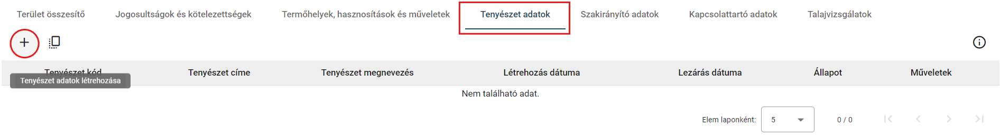 Terület összesítő Jogosultságok és kötelezettségek Termőhelyek, hasznosítások és műveletek Tenyészet adatok Szakirányító adatok Kapcsolattartó adatok Talajvizsgálatok
Tenyészet kód Tenyészet címe Tenyészet megnevezés Létrehozás dátuma Lezárás dátuma Állapot Műveletek
Tenyészet adatok létrehozása
Nem található adat.
Elem laponként: 5 0 / 0